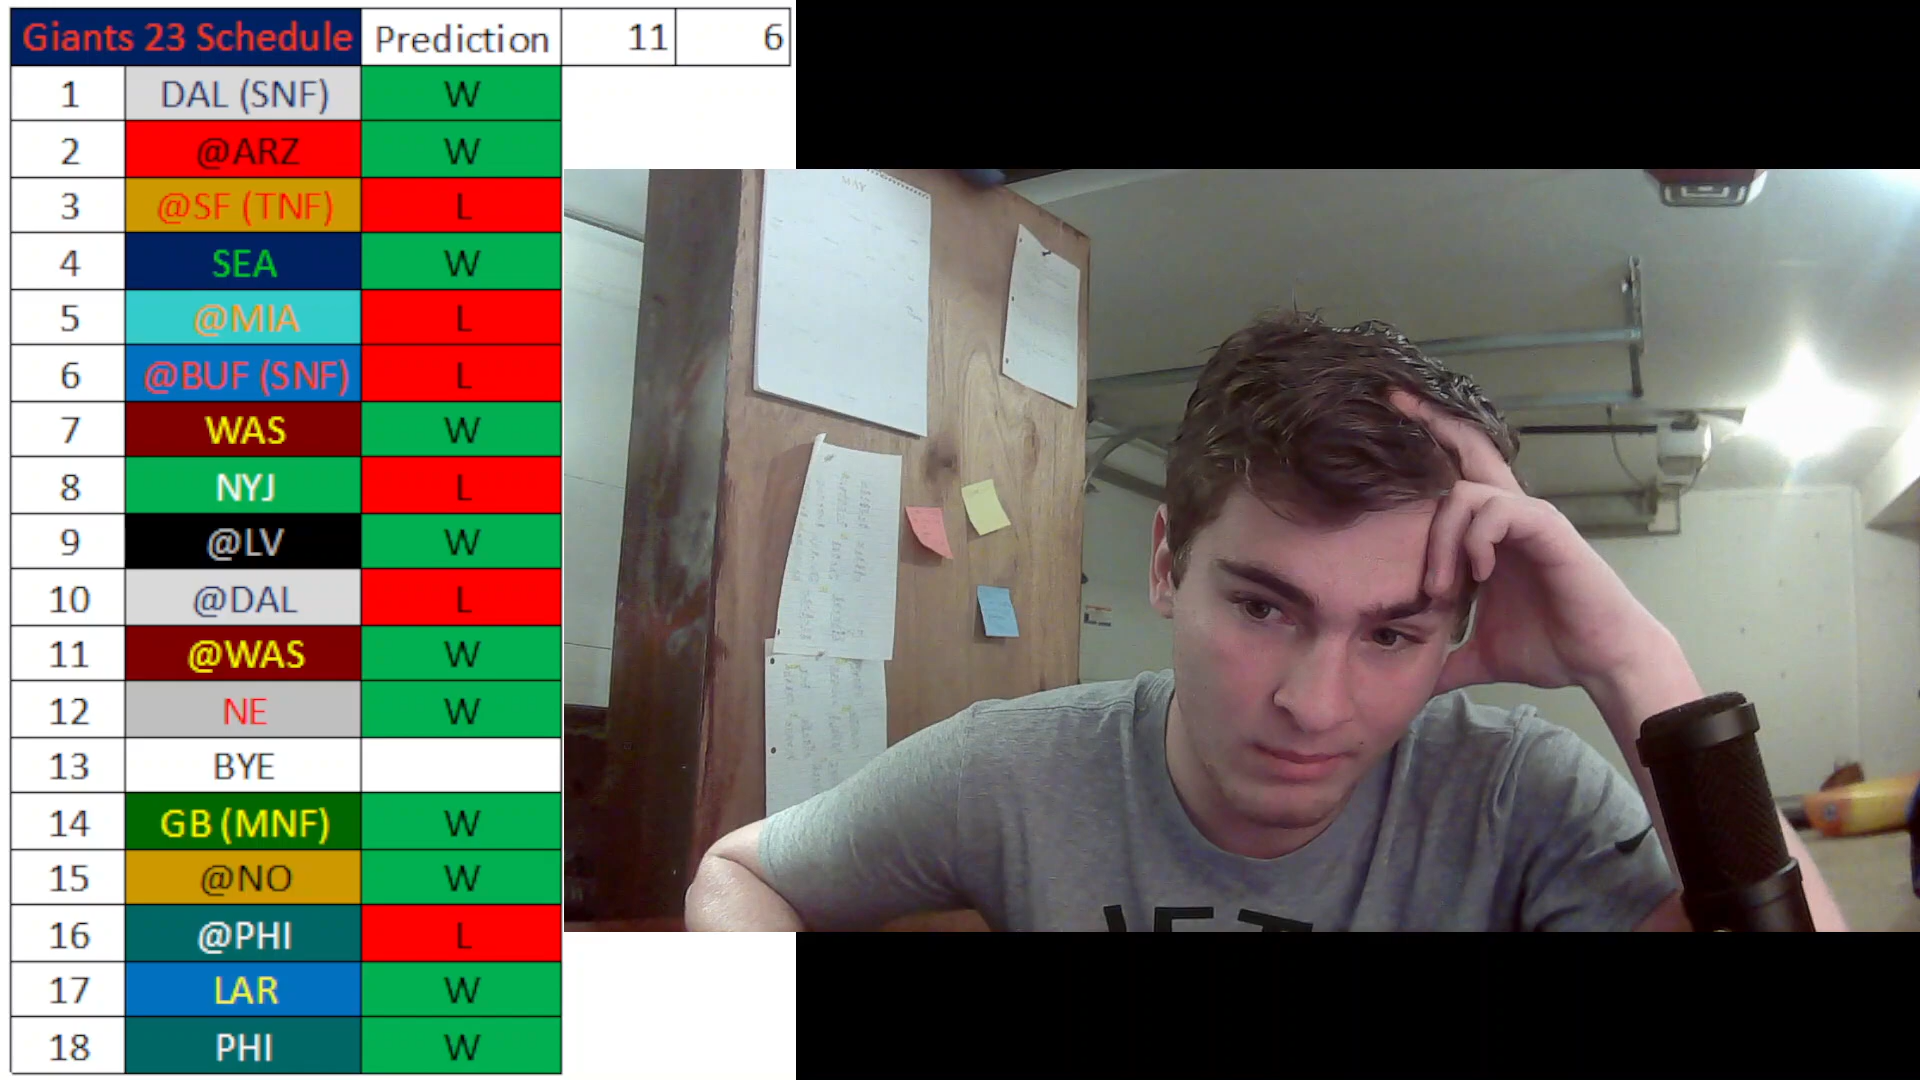 Giants 23 Schedule Prediction 11 6
1 DAL (SNF) W
2 @ARZ W
3 @SF (TNF) L
4 SEA W
5 @MIA L
6 @BUF (SNF) L
7 WAS W
8 NYJ L
9 @LV W
10 @DAL L
11 @WAS W
12 NE W
13 BYE
14 GB (MNF) W
15 @NO W
16 @PHI L
17 LAR W
18 PHI W
MAY